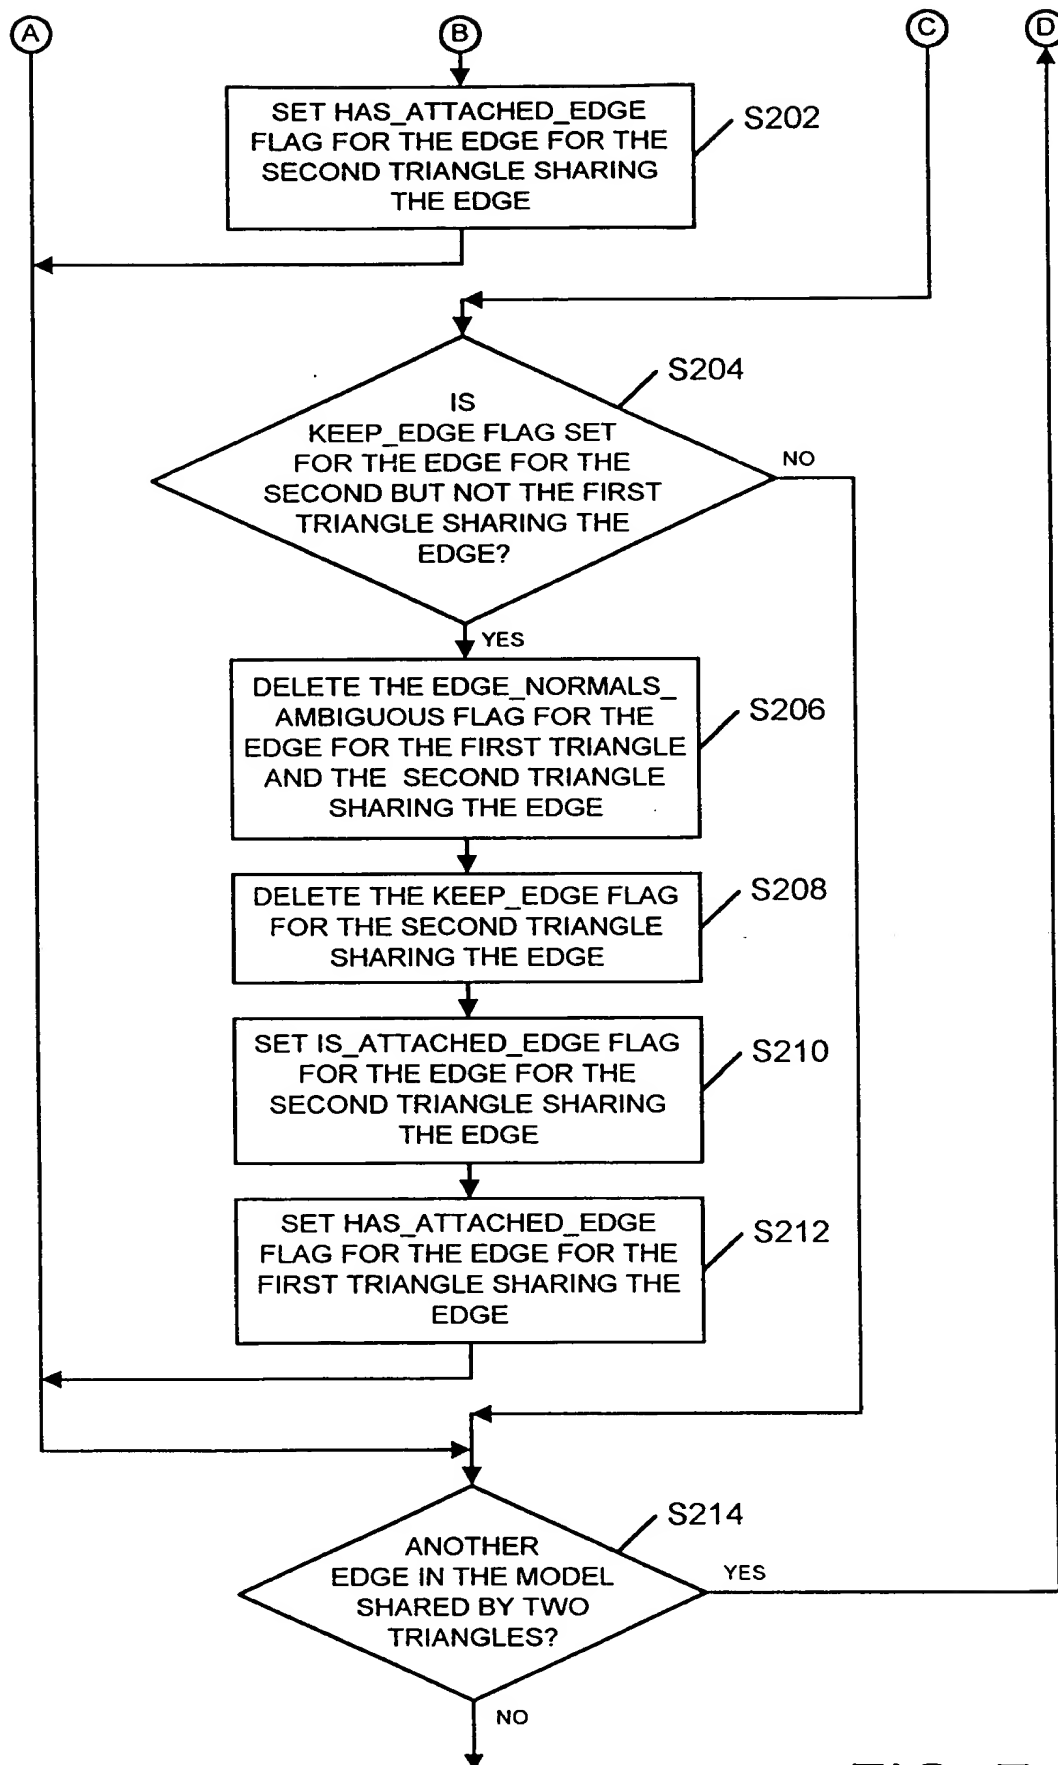 A
B
C
D
SET HAS_ATTACHED_EDGE
FLAG FOR THE EDGE FOR THE
SECOND TRIANGLE SHARING
THE EDGE
S202
S204
IS
KEEP_EDGE FLAG SET
FOR THE EDGE FOR THE
SECOND BUT NOT THE FIRST
TRIANGLE SHARING THE
EDGE?
NO
YES
DELETE THE EDGE_NORMALS_
AMBIGUOUS FLAG FOR THE
EDGE FOR THE FIRST TRIANGLE
AND THE SECOND TRIANGLE
SHARING THE EDGE
S206
DELETE THE KEEP_EDGE FLAG
FOR THE SECOND TRIANGLE
SHARING THE EDGE
S208
SET IS_ATTACHED_EDGE FLAG
FOR THE EDGE FOR THE
SECOND TRIANGLE SHARING
THE EDGE
S210
SET HAS_ATTACHED_EDGE
FLAG FOR THE EDGE FOR THE
FIRST TRIANGLE SHARING THE
EDGE
S212
S214
ANOTHER
EDGE IN THE MODEL
SHARED BY TWO
TRIANGLES?
YES
NO